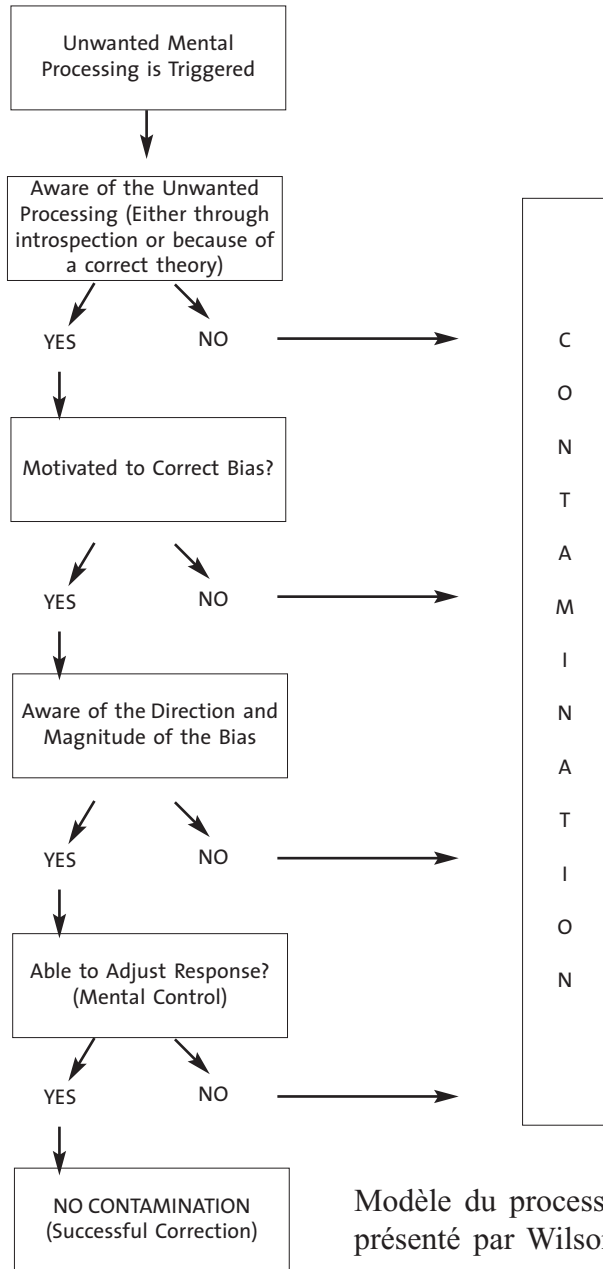 Unwanted Mental
Processing is Triggered
Aware of the Unwanted
Processing (Either through
introspection or because of
a correct theory)
YES
NO
Motivated to Correct Bias?
YES
NO
Aware of the Direction and
Magnitude of the Bias
YES
NO
Able to Adjust Response?
(Mental Control)
YES
NO
NO CONTAMINATION
(Successful Correction)
C
O
N
T
A
M
I
N
A
T
I
O
N
Modèle du process
présenté par Wilson